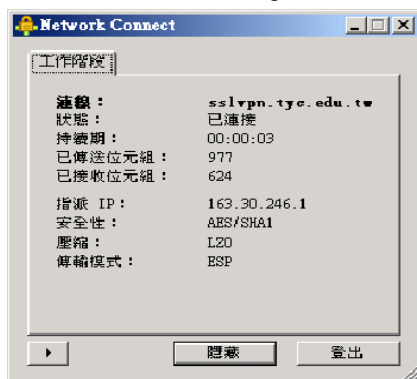 Network Connect
工作階段
連線： sslvpn.tyc.edu.tw
狀態： 已連接
持續期： 00:00:03
已傳送位元組： 977
已接收位元組： 624
指派 IP： 163.30.246.1
安全性： AES/SHA1
壓縮： LZO
傳輸模式： ESP
隱藏
登出